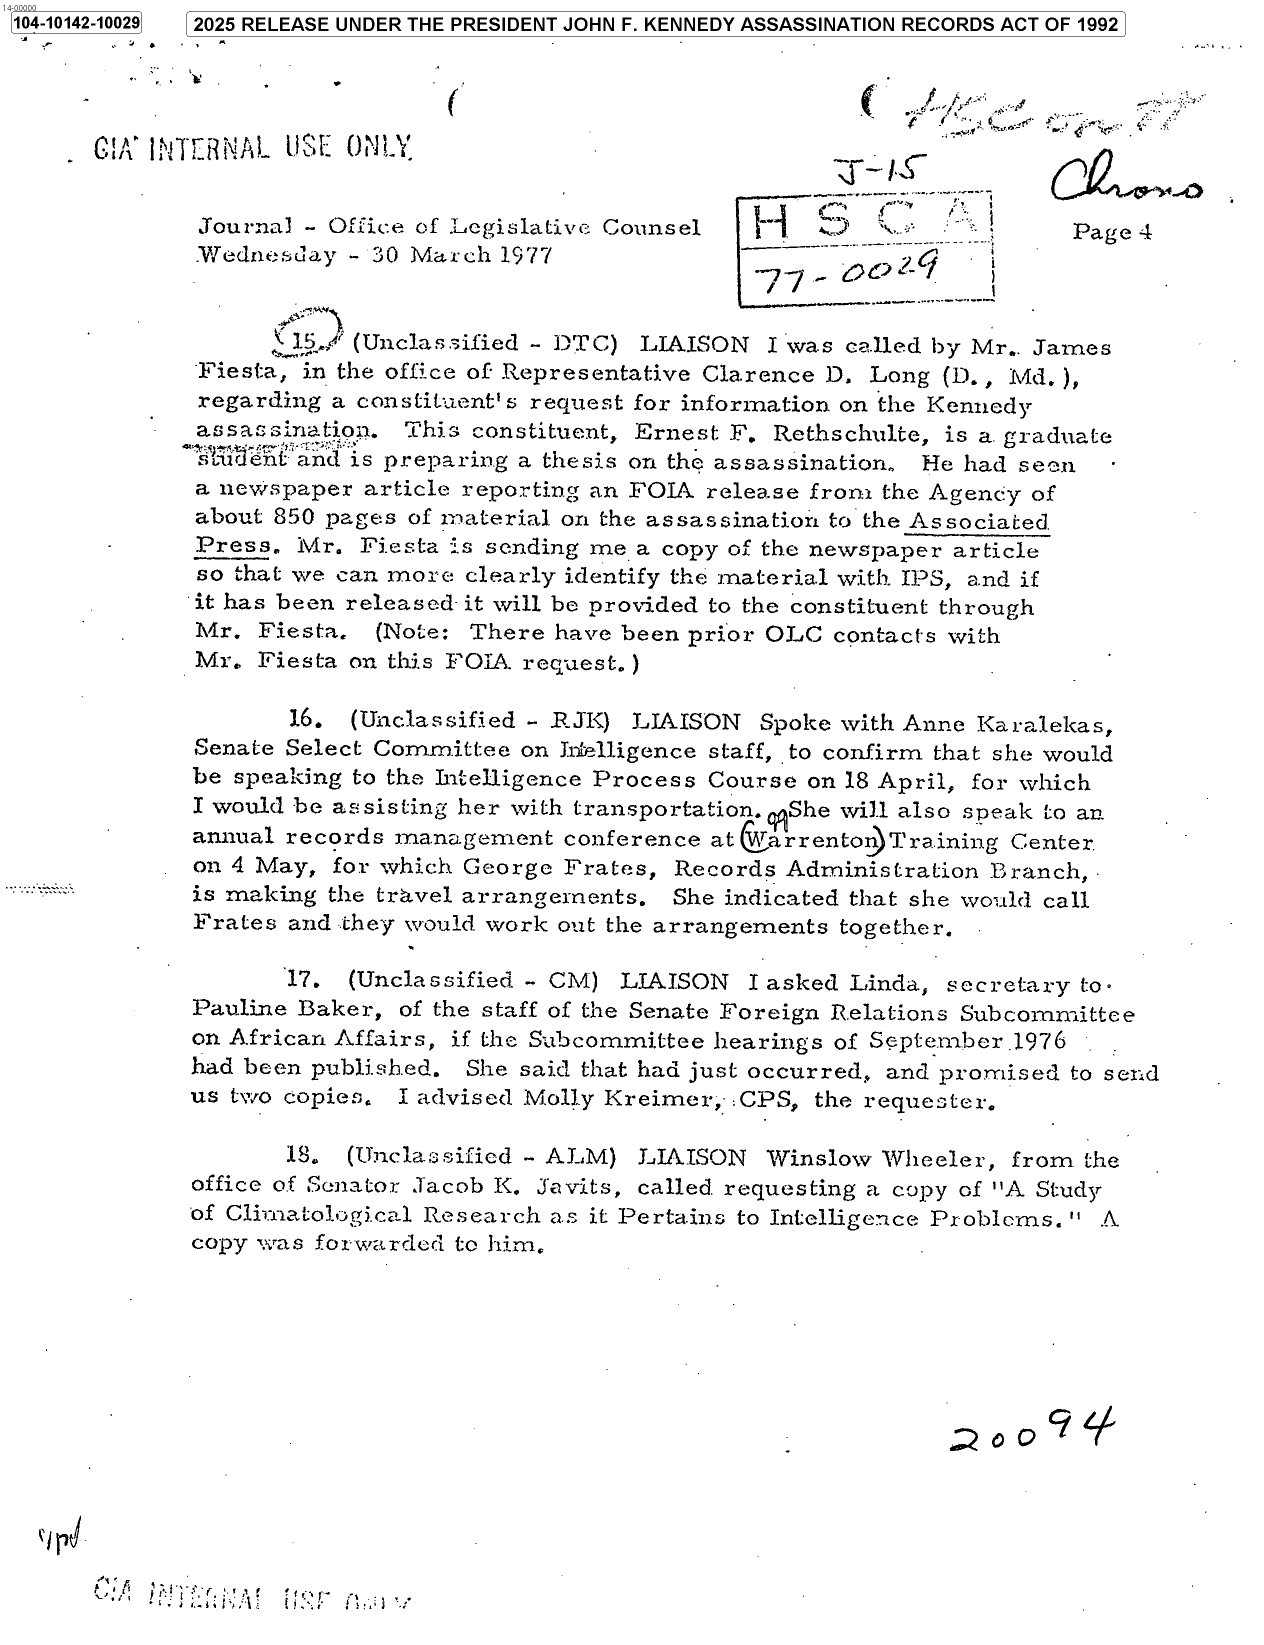 14-00000
104-10142-10029
2025 RELEASE UNDER THE PRESIDENT JOHN F. KENNEDY ASSASSINATION RECORDS ACT OF 1992
CIA INTERNAL USE ONLY
J-15
Chrono
Journal - Office of Legislative Counsel
Wednesday - 30 March 1977
HSCA
77-0029
Page 4
15. (Unclassified - DTC) LIAISON I was called by Mr. James
Fiesta, in the office of Representative Clarence D. Long (D., Md.),
regarding a constituent's request for information on the Kennedy
assassination. This constituent, Ernest F. Rethschulte, is a graduate
student and is preparing a thesis on the assassination. He had seen
a newspaper article reporting an FOIA release from the Agency of
about 850 pages of material on the assassination to the Associated
Press. Mr. Fiesta is sending me a copy of the newspaper article
so that we can more clearly identify the material with IPS, and if
it has been released it will be provided to the constituent through
Mr. Fiesta. (Note: There have been prior OLC contacts with
Mr. Fiesta on this FOIA request.)
16. (Unclassified - RJK) LIAISON Spoke with Anne Karalekas,
Senate Select Committee on Intelligence staff, to confirm that she would
be speaking to the Intelligence Process Course on 18 April, for which
I would be assisting her with transportation. She will also speak to an
annual records management conference at Warrenton Training Center
on 4 May, for which George Frates, Records Administration Branch,
is making the travel arrangements. She indicated that she would call
Frates and they would work out the arrangements together.
17. (Unclassified - CM) LIAISON I asked Linda, secretary to
Pauline Baker, of the staff of the Senate Foreign Relations Subcommittee
on African Affairs, if the Subcommittee hearings of September 1976
had been published. She said that had just occurred, and promised to send
us two copies. I advised Molly Kreimer, CPS, the requester.
18. (Unclassified - ALM) LIAISON Winslow Wheeler, from the
office of Senator Jacob K. Javits, called requesting a copy of "A Study
of Climatological Research as it Pertains to Intelligence Problems." A
copy was forwarded to him.
20094
CIA INTERNAL USE ONLY